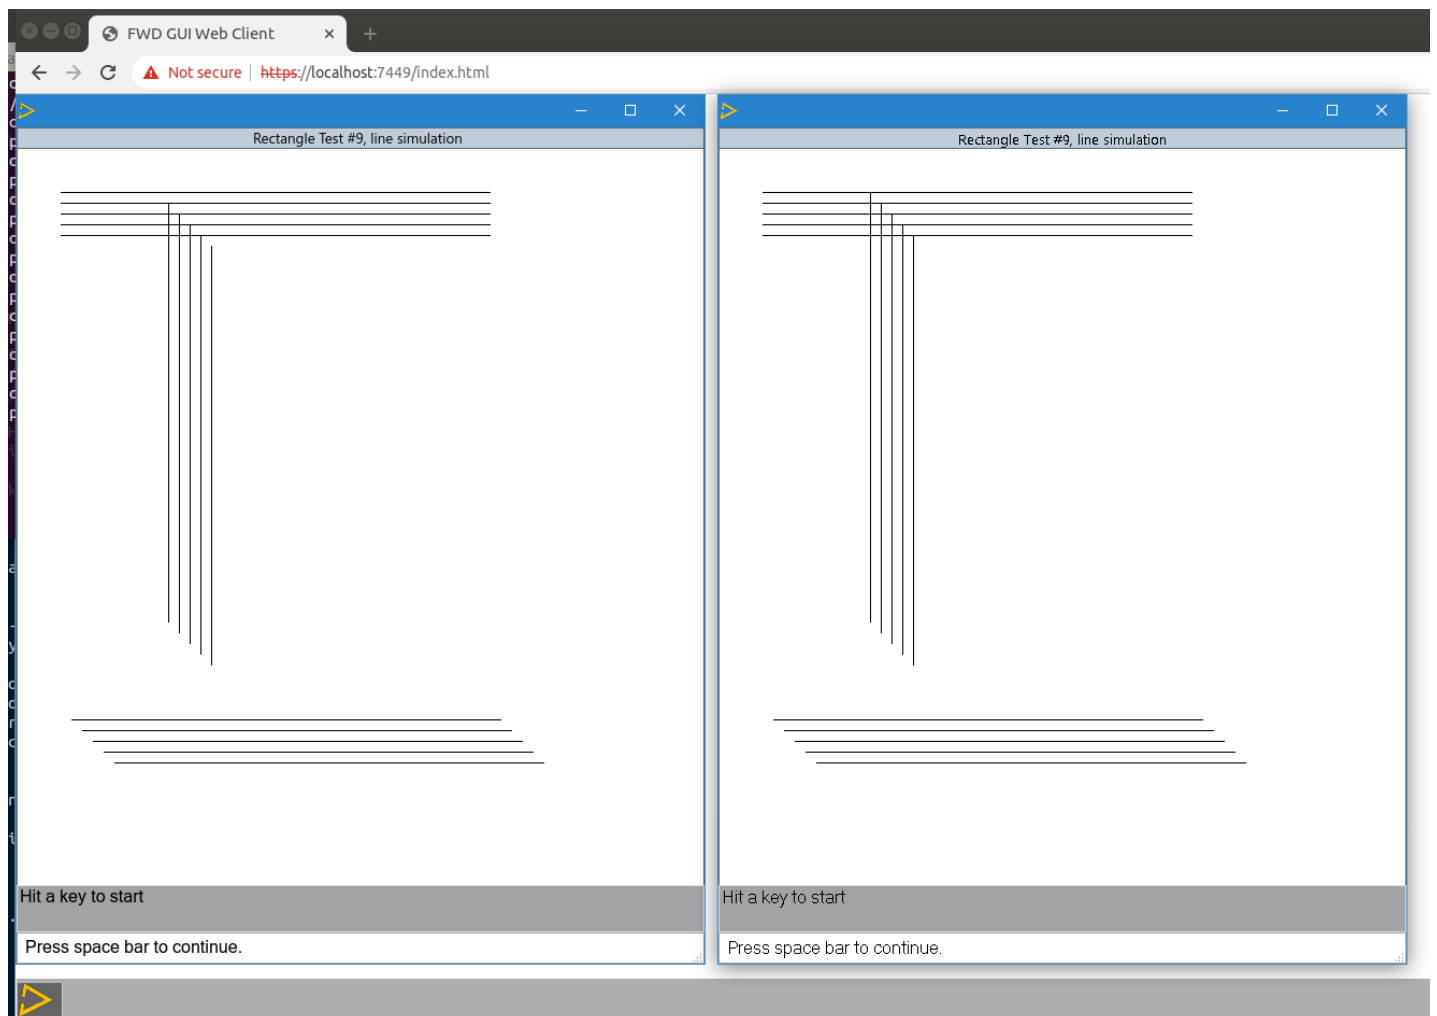 FWD GUI Web Client
Not secure | https://localhost:7449/index.html
Rectangle Test #9, line simulation
Hit a key to start
Press space bar to continue.
Rectangle Test #9, line simulation
Hit a key to start
Press space bar to continue.